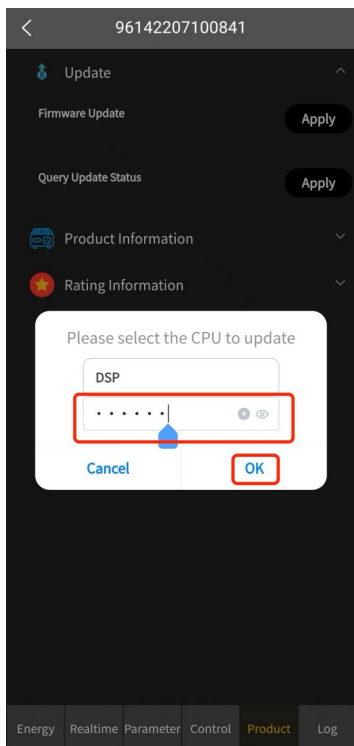 96142207100841
Update
Firmware Update
Apply
Query Update Status
Apply
Product Information
Rating Information
Please select the CPU to update
DSP
••••••
Cancel
OK
Energy Realtime Parameter Control Product Log